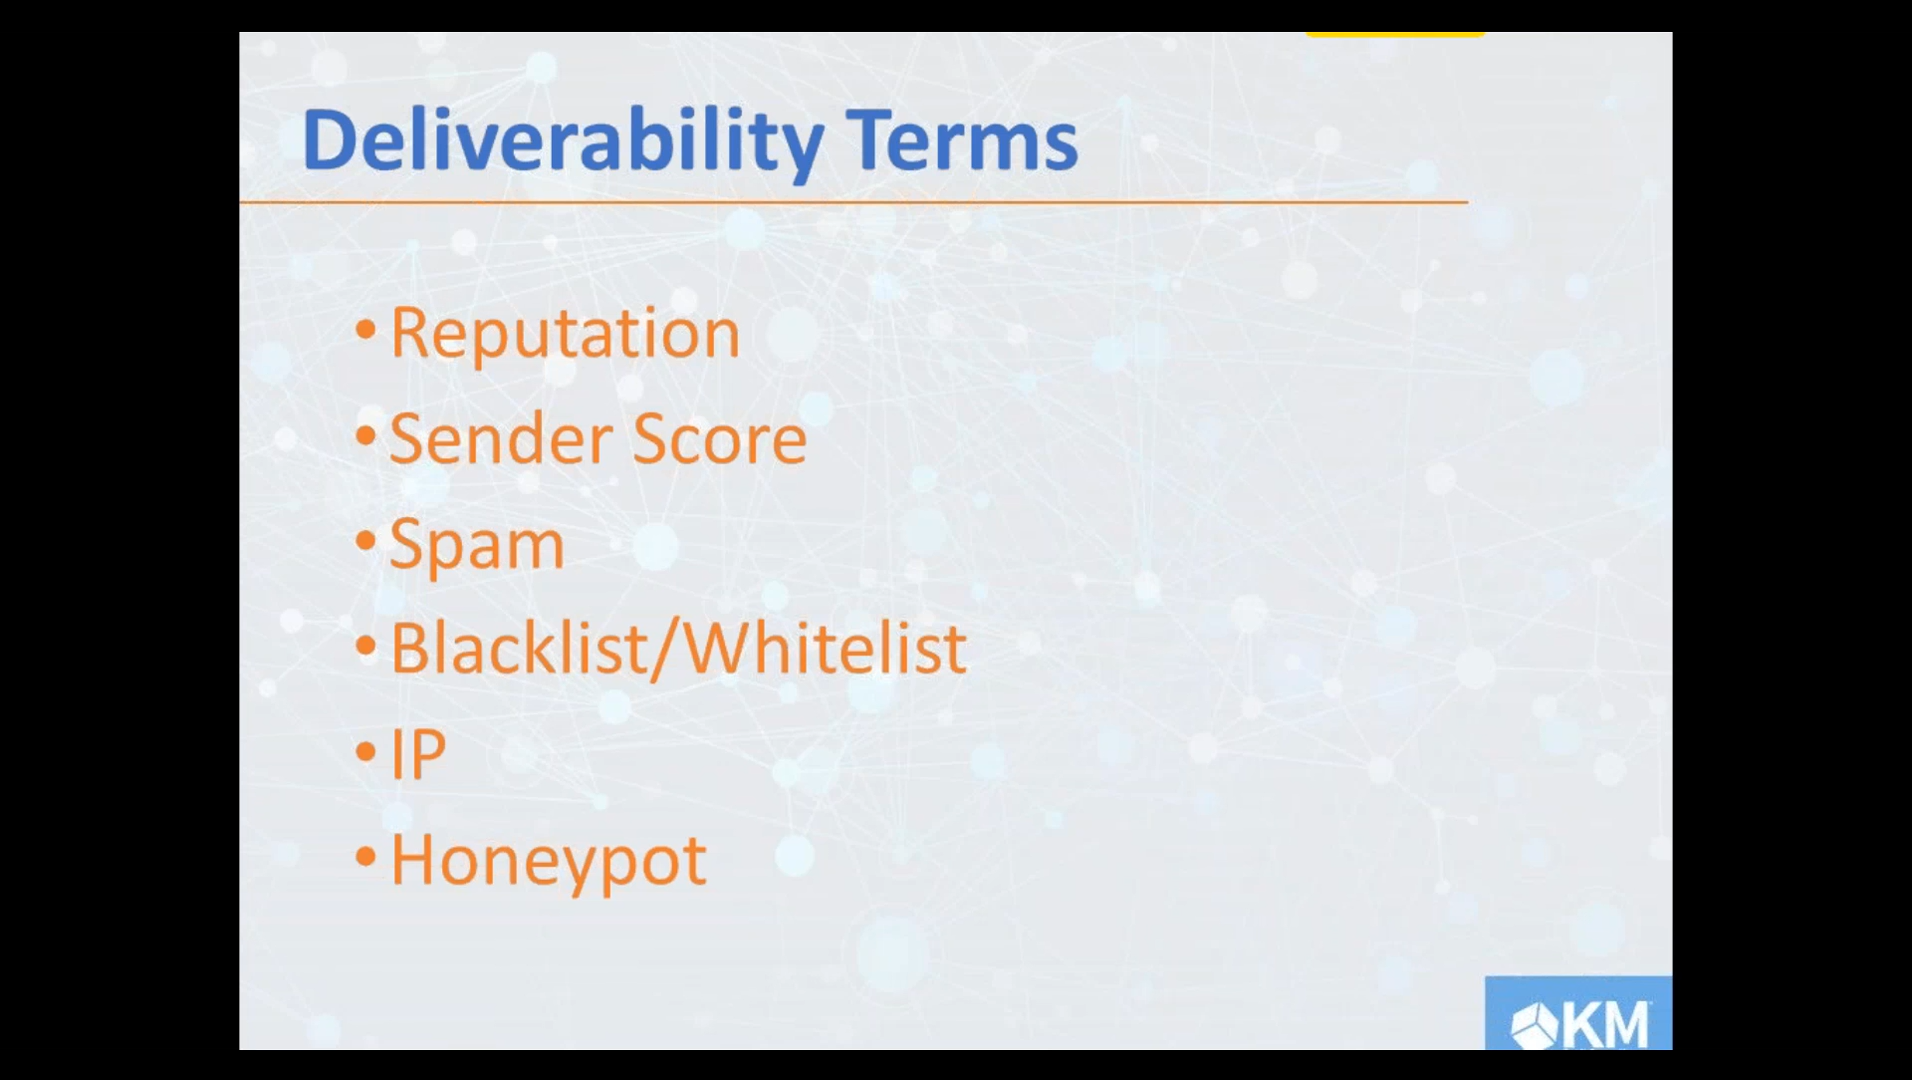 Deliverability Terms
• Reputation
• Sender Score
• Spam
• Blacklist/Whitelist
• IP
• Honeypot
KM